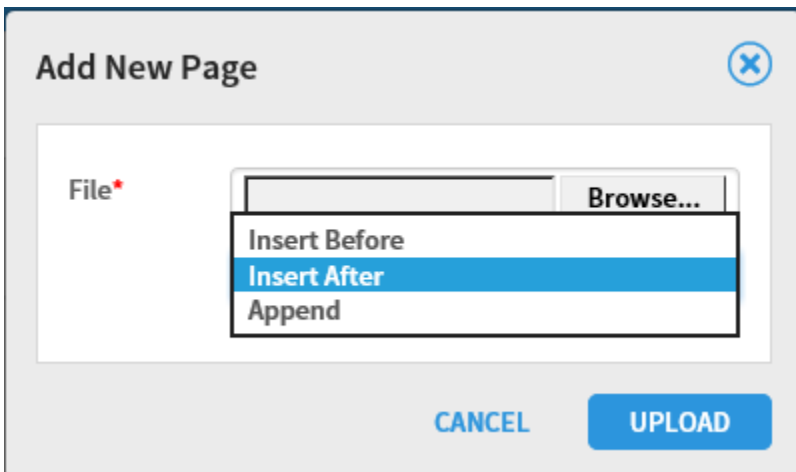 Add New Page
File* Browse...
Insert Before
Insert After
Append
CANCEL UPLOAD